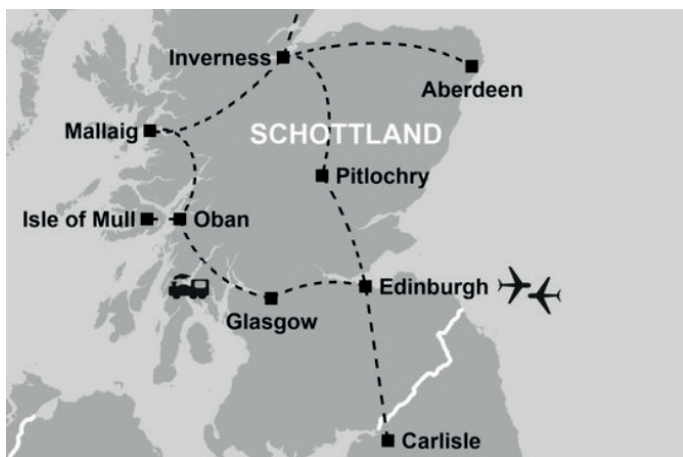 Inverness
Aberdeen
Mallaig
SCHOTTLAND
Pitlochry
Isle of Mull
Oban
Edinburgh
Glasgow
Carlisle